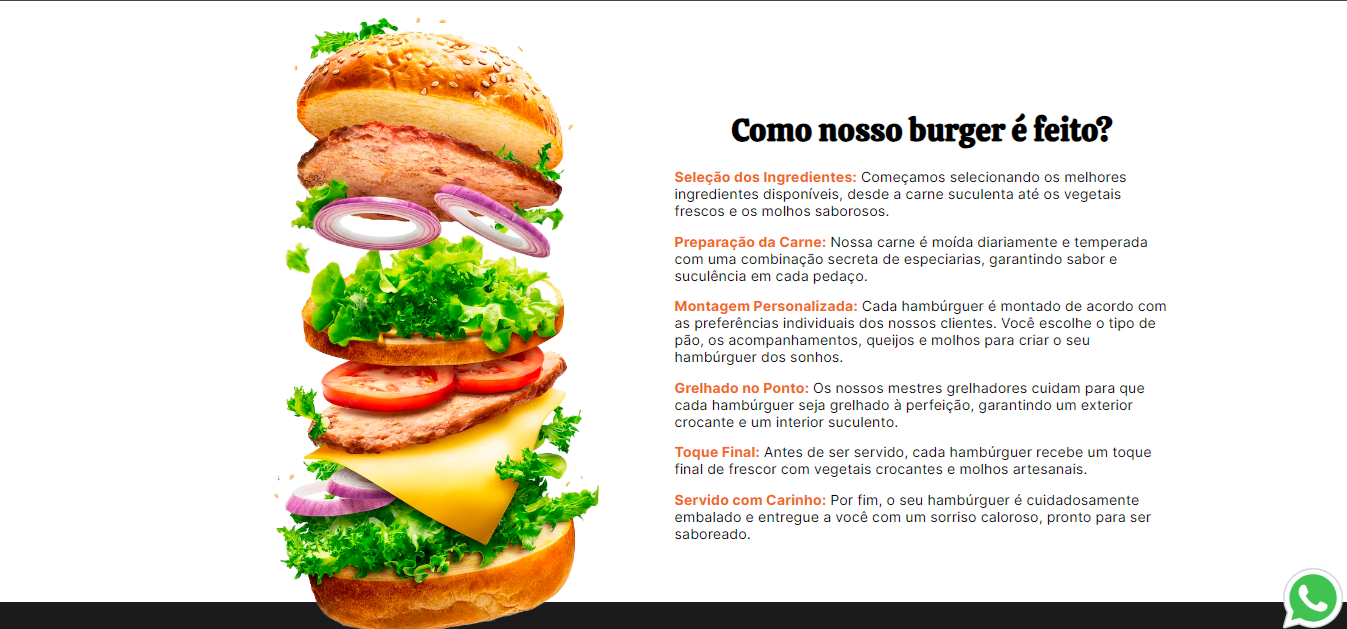 Como nosso burger é feito?
Seleção dos Ingredientes: Começamos selecionando os melhores
ingredientes disponíveis, desde a carne suculenta até os vegetais
frescos e os molhos saborosos.
Preparação da Carne: Nossa carne é moída diariamente e temperada
com uma combinação secreta de especiarias, garantindo sabor e
suculência em cada pedaço.
Montagem Personalizada: Cada hambúrguer é montado de acordo com
as preferências individuais dos nossos clientes. Você escolhe o tipo de
pão, os acompanhamentos, queijos e molhos para criar o seu
hambúrguer dos sonhos.
Grelhado no Ponto: Os nossos mestres grelhadores cuidam para que
cada hambúrguer seja grelhado à perfeição, garantindo um exterior
crocante e um interior suculento.
Toque Final: Antes de ser servido, cada hambúrguer recebe um toque
final de frescor com vegetais crocantes e molhos artesanais.
Servido com Carinho: Por fim, o seu hambúrguer é cuidadosamente
embalado e entregue a você com um sorriso caloroso, pronto para ser
saboreado.